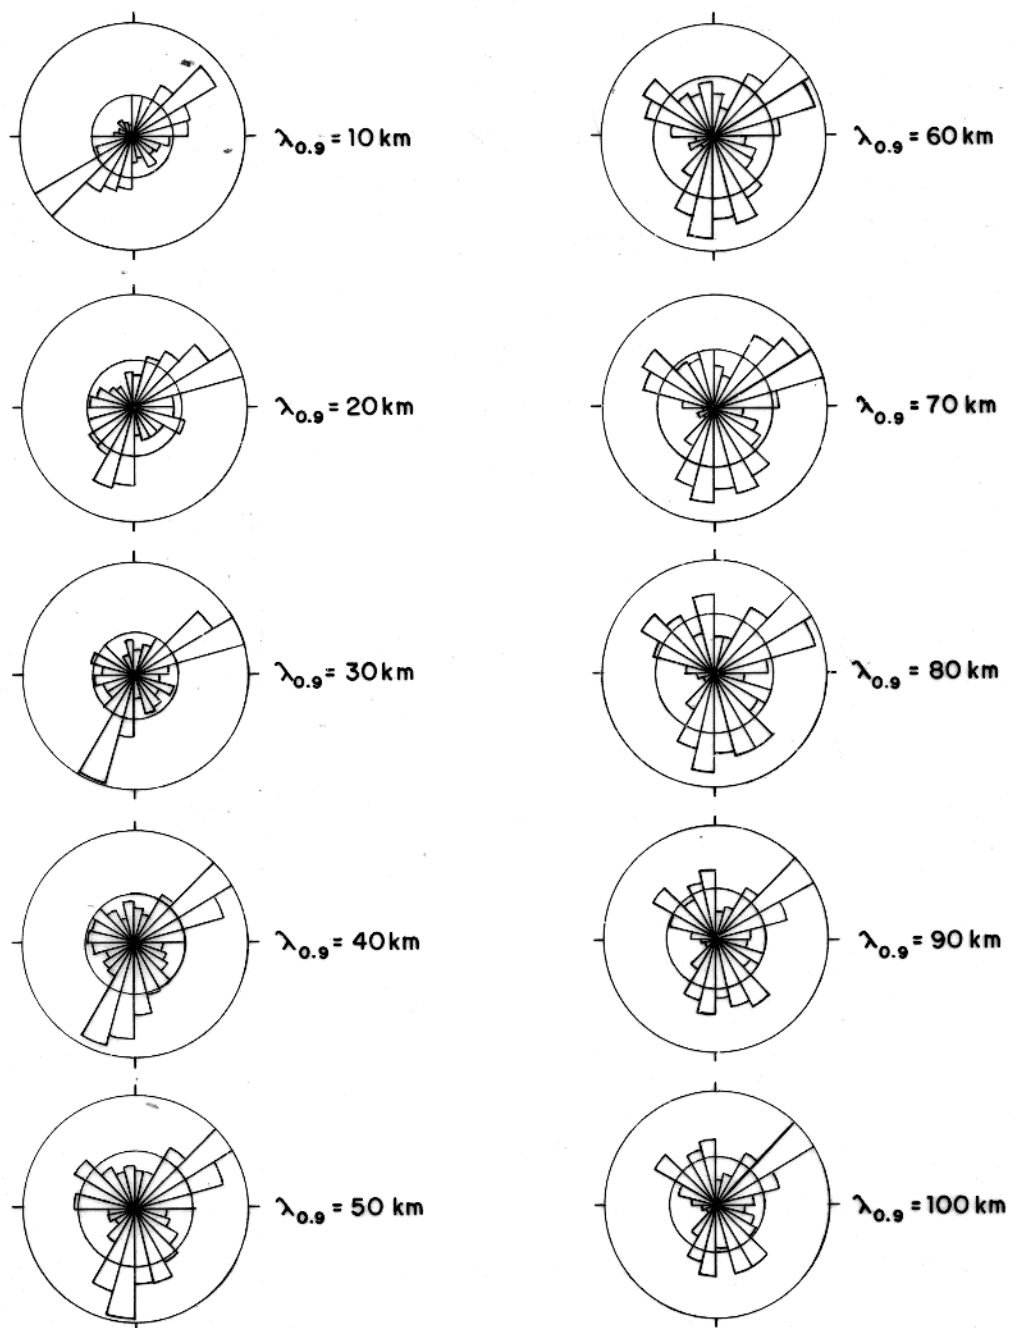 λ0.9 = 10 km
λ0.9 = 20 km
λ0.9 = 30 km
λ0.9 = 40 km
λ0.9 = 50 km
λ0.9 = 60 km
λ0.9 = 70 km
λ0.9 = 80 km
λ0.9 = 90 km
λ0.9 = 100 km